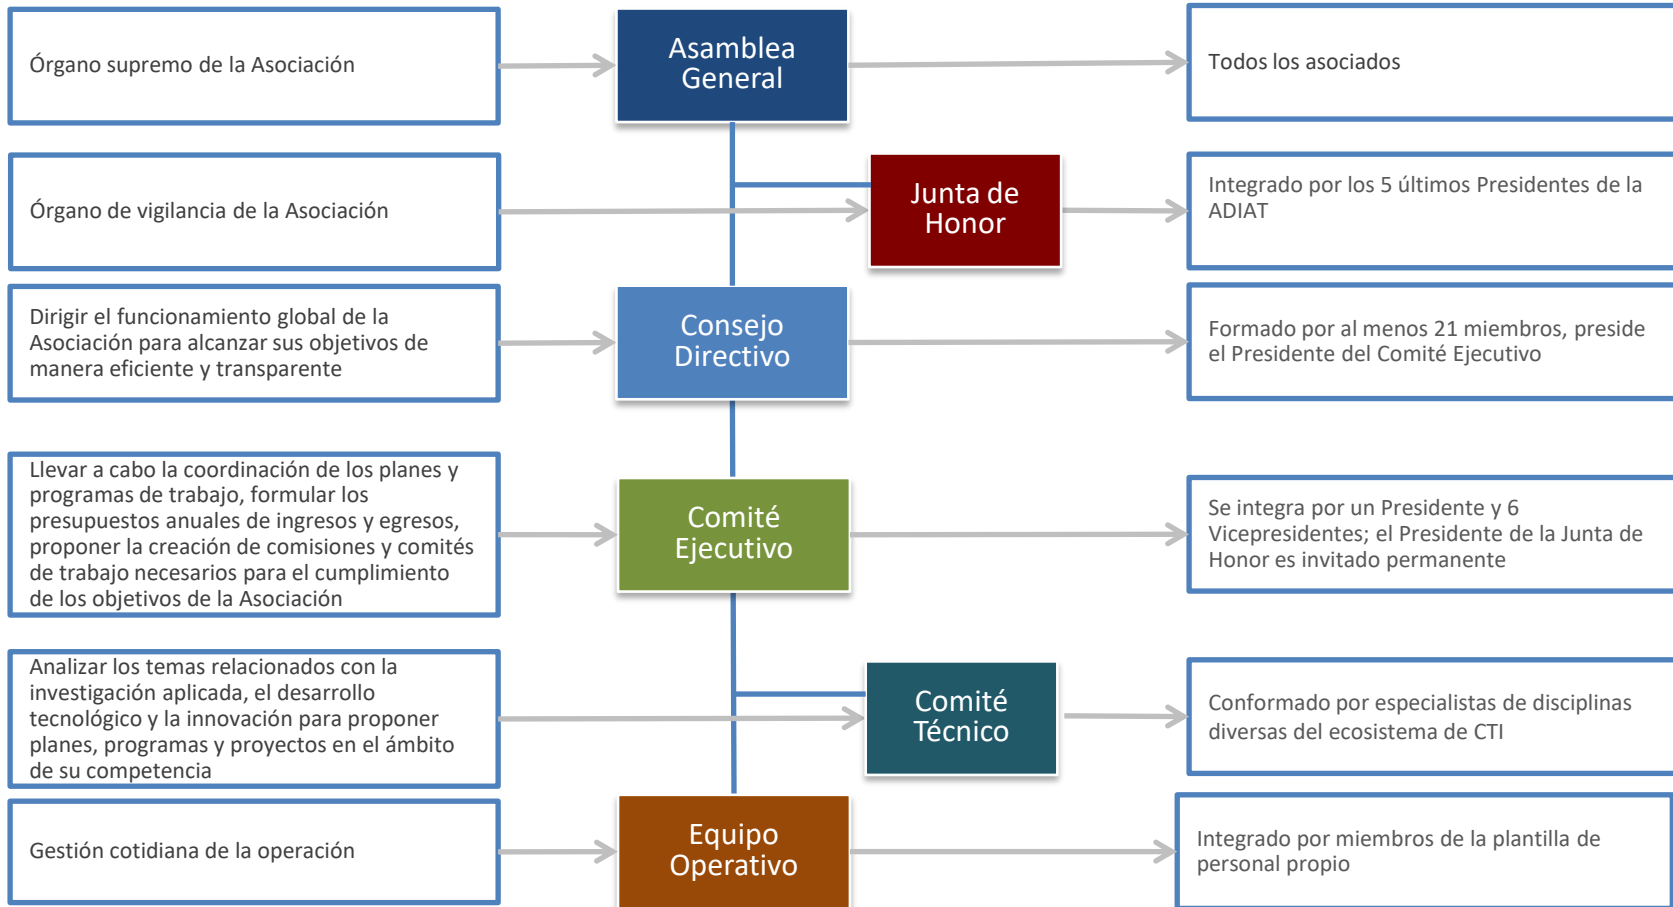 Órgano supremo de la Asociación
Asamblea
General
Todos los asociados
Órgano de vigilancia de la Asociación
Junta de
Honor
Integrado por los 5 últimos Presidentes de la
ADIAT
Dirigir el funcionamiento global de la
Asociación para alcanzar sus objetivos de
manera eficiente y transparente
Consejo
Directivo
Formado por al menos 21 miembros, preside
el Presidente del Comité Ejecutivo
Llevar a cabo la coordinación de los planes y
programas de trabajo, formular los
presupuestos anuales de ingresos y egresos,
proponer la creación de comisiones y comités
de trabajo necesarios para el cumplimiento
de los objetivos de la Asociación
Comité
Ejecutivo
Se integra por un Presidente y 6
Vicepresidentes; el Presidente de la Junta de
Honor es invitado permanente
Analizar los temas relacionados con la
investigación aplicada, el desarrollo
tecnológico y la innovación para proponer
planes, programas y proyectos en el ámbito
de su competencia
Comité
Técnico
Conformado por especialistas de disciplinas
diversas del ecosistema de CTI
Gestión cotidiana de la operación
Equipo
Operativo
Integrado por miembros de la plantilla de
personal propio